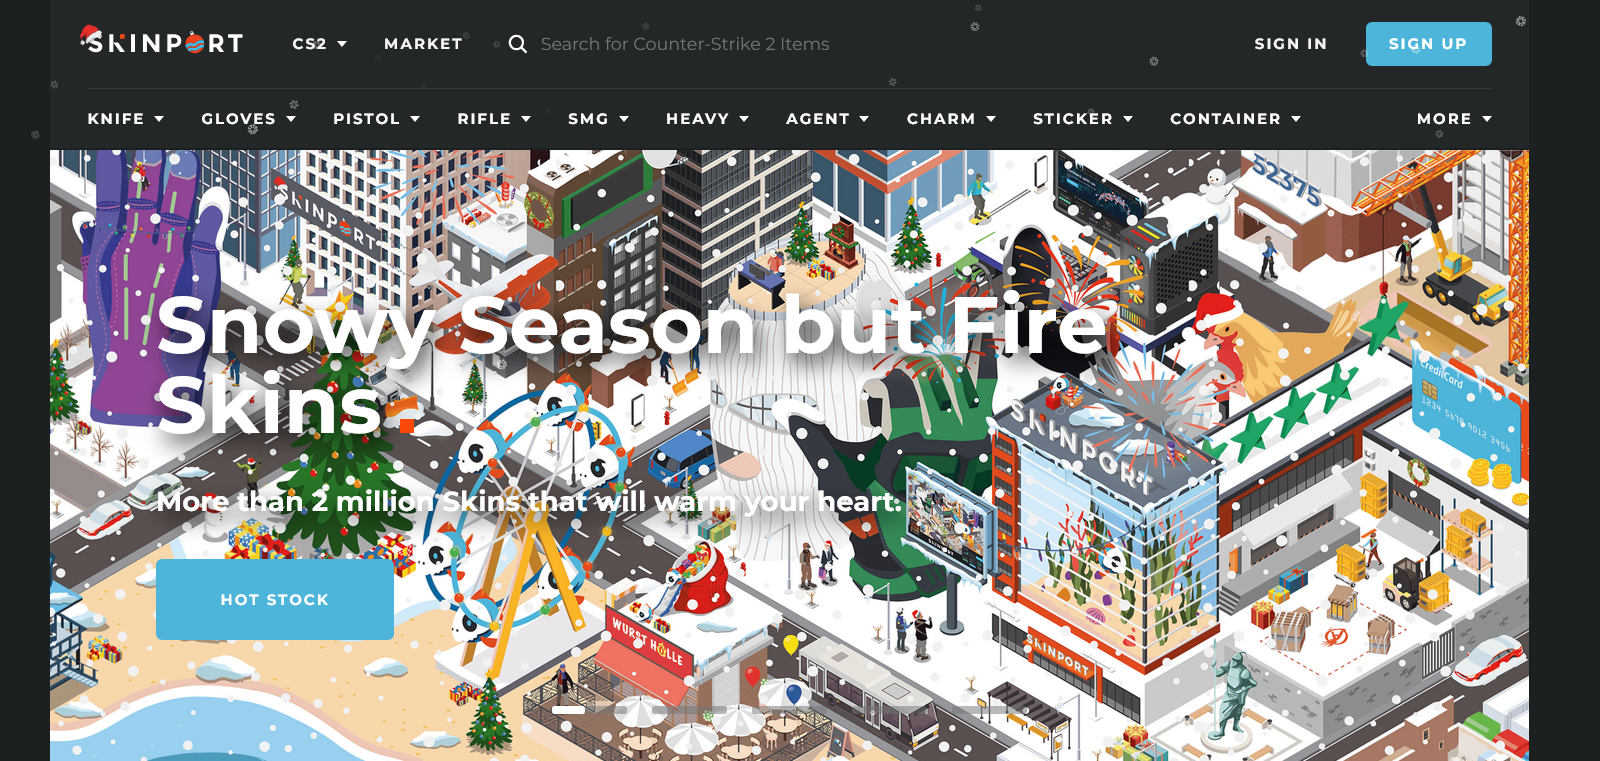 SKINPORT
CS2
MARKET
Search for Counter-Strike 2 Items
SIGN IN
SIGN UP
KNIFE
GLOVES
PISTOL
RIFLE
SMG
HEAVY
AGENT
CHARM
STICKER
CONTAINER
MORE
52375
SKINPORT
Snowy Season but Fire
Skins.
CreditCard
1234 5678 9012 3456
SKINPORT
More than 2 million Skins that will warm your heart.
HOT STOCK
WURST HÖLLE
SKINPORT